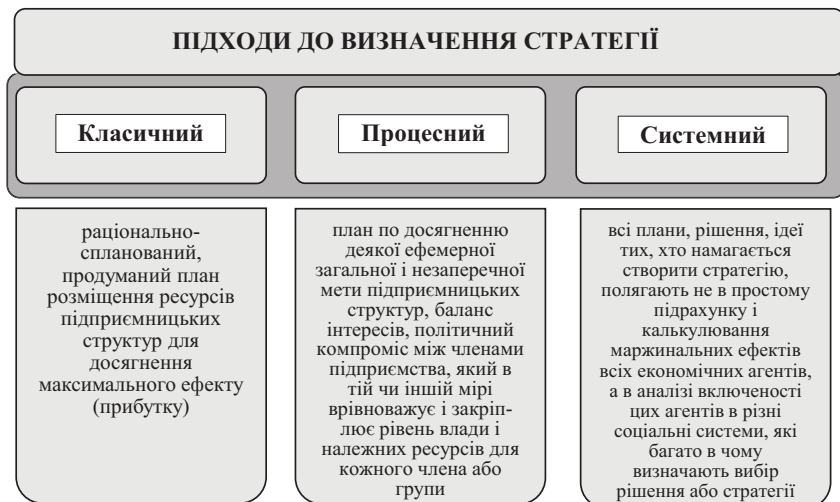 ПІДХОДИ ДО ВИЗНАЧЕННЯ СТРАТЕГІЇ
Класичний
Процесний
Системний
раціонально-
спланований,
продуманий план
розміщення ресурсів
підприємницьких
структур для
досягнення
максимального ефекту
(прибутку)
план по досягненню
деякої ефемерної
загальної і незаперечної
мети підприємницьких
структур, баланс
інтересів, політичний
компроміс між членами
підприємства, який в
тій чи іншій мірі
врівноважує і закріп-
лює рівень влади і
належних ресурсів для
кожного члена або
групи
всі плани, рішення, ідеї
тих, хто намагається
створити стратегію,
полягають не в простому
підрахунку і
калькулювання
маржинальних ефектів
всіх економічних агентів,
а в аналізі включеності
цих агентів в різні
соціальні системи, які
багато в чому
визначають вибір
рішення або стратегії